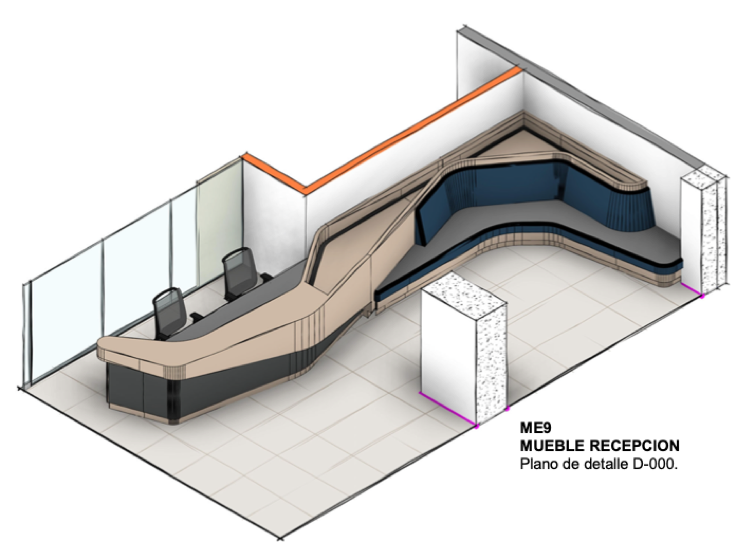 ME9
MUEBLE RECEPCION
Plano de detalle D-000.